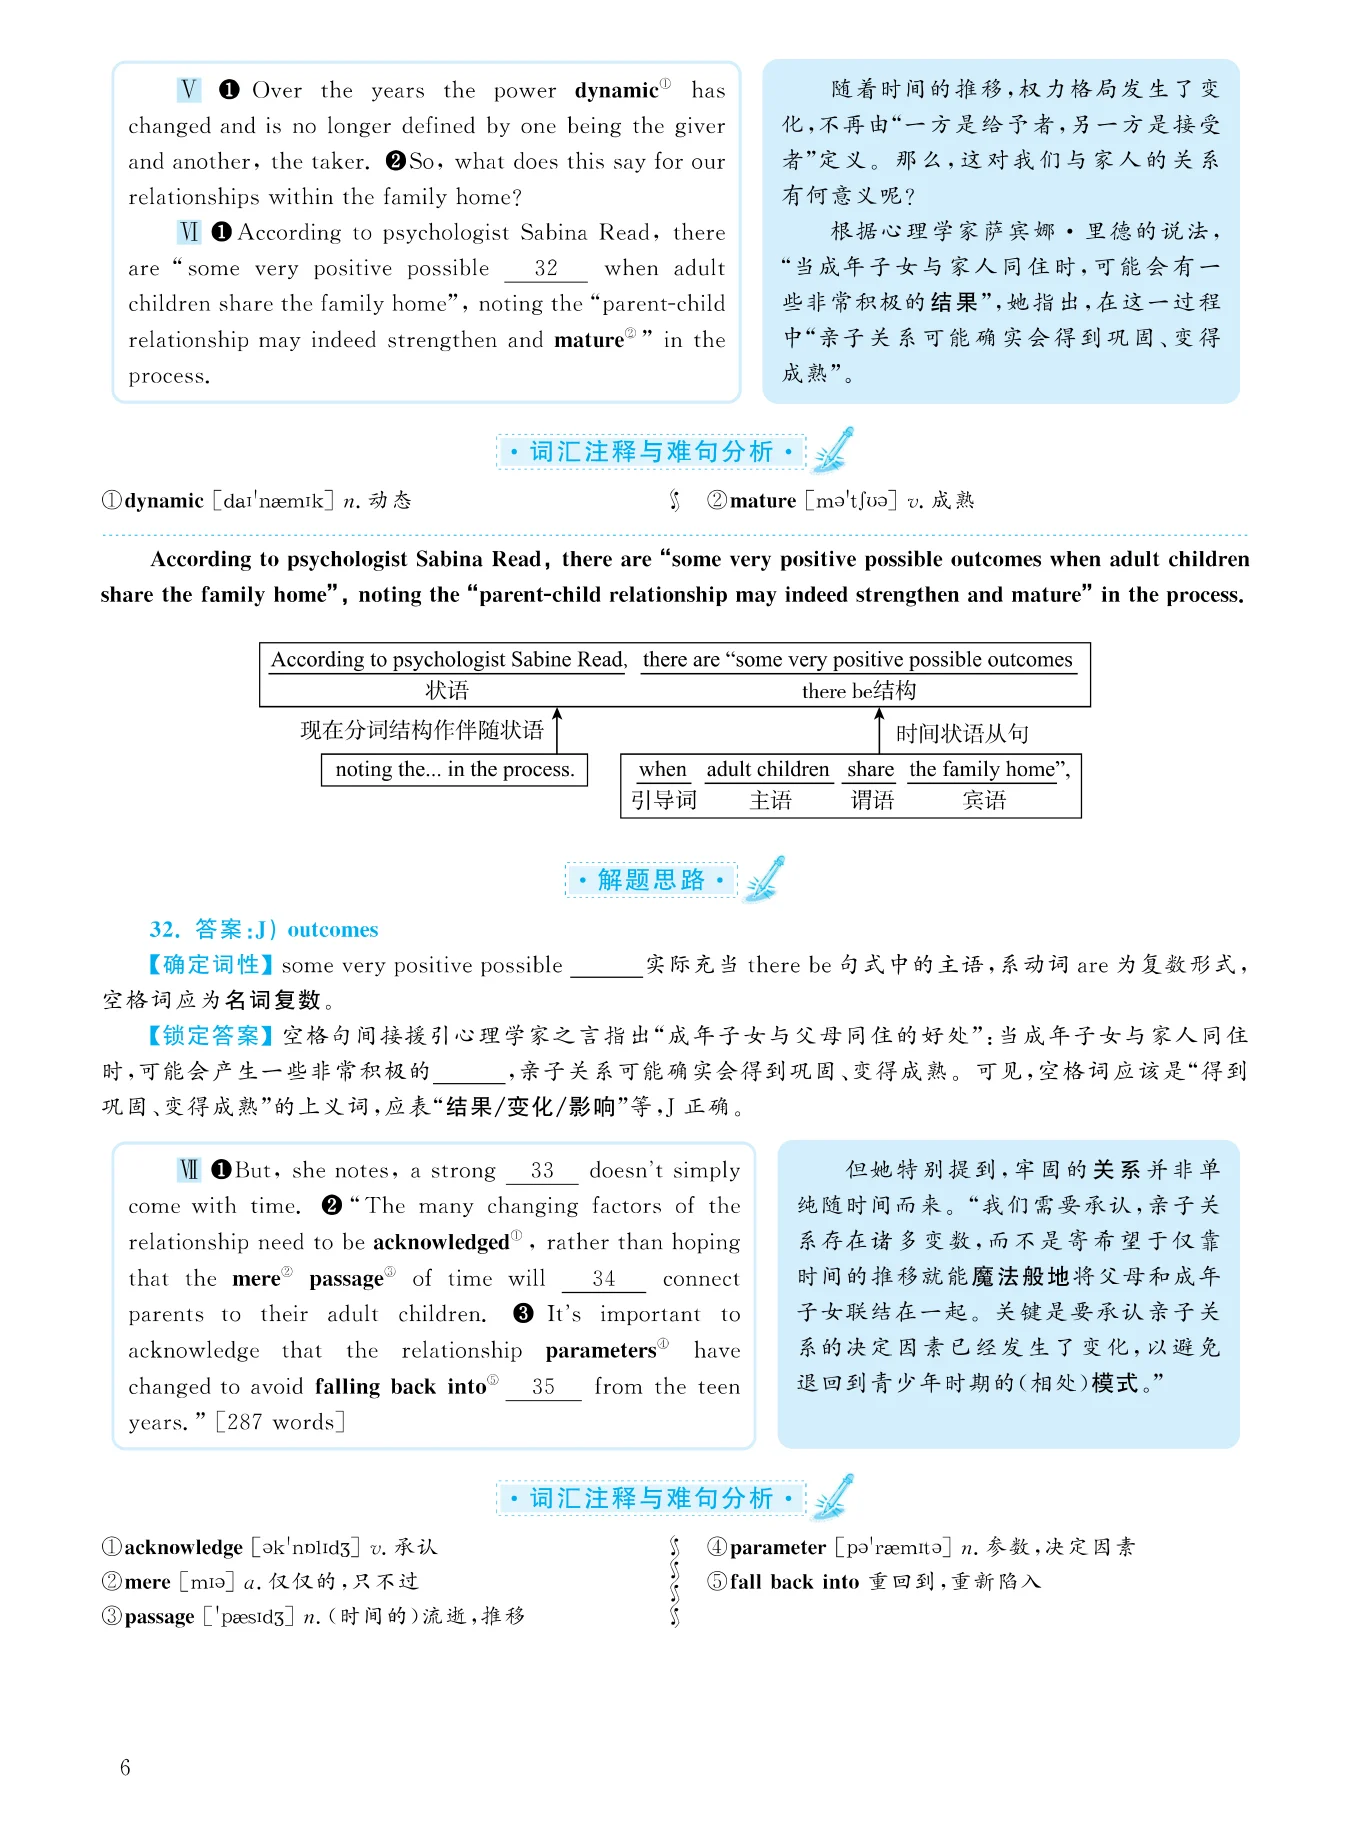 Ⅴ ❶ Over the years the power dynamic① has
changed and is no longer defined by one being the giver
and another, the taker. ❷So, what does this say for our
relationships within the family home?
Ⅵ ❶According to psychologist Sabina Read, there
are “some very positive possible 32 when adult
children share the family home”, noting the “parent-child
relationship may indeed strengthen and mature②” in the
process.
随着时间的推移,权力格局发生了变
化,不再由“一方是给予者,另一方是接受
者”定义。那么,这对我们与家人的关系
有何意义呢?
根据心理学家萨宾娜·里德的说法,
“当成年子女与家人同住时,可能会有一
些非常积极的结果”,她指出,在这一过程
中“亲子关系可能确实会得到巩固、变得
成熟”。
·词汇注释与难句分析·
①dynamic [daɪ'næmɪk] n. 动态
②mature [mə'tʃʊə] v. 成熟
According to psychologist Sabina Read, there are “some very positive possible outcomes when adult children
share the family home”, noting the “parent-child relationship may indeed strengthen and mature” in the process.
According to psychologist Sabine Read, there are “some very positive possible outcomes
状语 there be结构
现在分词结构作伴随状语 时间状语从句
noting the... in the process. when adult children share the family home”,
引导词 主语 谓语 宾语
·解题思路·
32. 答案:J) outcomes
【确定词性】some very positive possible ______实际充当 there be 句式中的主语,系动词 are 为复数形式,
空格词应为名词复数。
【锁定答案】空格句间接援引心理学家之言指出“成年子女与父母同住的好处”:当成年子女与家人同住
时,可能会产生一些非常积极的______,亲子关系可能确实会得到巩固、变得成熟。可见,空格词应该是“得到
巩固、变得成熟”的上义词,应表“结果/变化/影响”等,J 正确。
Ⅶ ❶But, she notes, a strong 33 doesn't simply
come with time. ❷“The many changing factors of the
relationship need to be acknowledged①, rather than hoping
that the mere② passage③ of time will 34 connect
parents to their adult children. ❸ It's important to
acknowledge that the relationship parameters④ have
changed to avoid falling back into⑤ 35 from the teen
years.” [287 words]
但她特别提到,牢固的关系并非单
纯随时间而来。“我们需要承认,亲子关
系存在诸多变数,而不是寄希望于仅靠
时间的推移就能魔法般地将父母和成年
子女联结在一起。关键是要承认亲子关
系的决定因素已经发生了变化,以避免
退回到青少年时期的(相处)模式。”
·词汇注释与难句分析·
①acknowledge [ək'nɒlɪdʒ] v. 承认
②mere [mɪə] a. 仅仅的,只不过
③passage ['pæsɪdʒ] n. (时间的)流逝,推移
④parameter [pə'ræmɪtə] n. 参数,决定因素
⑤fall back into 重回到,重新陷入
6